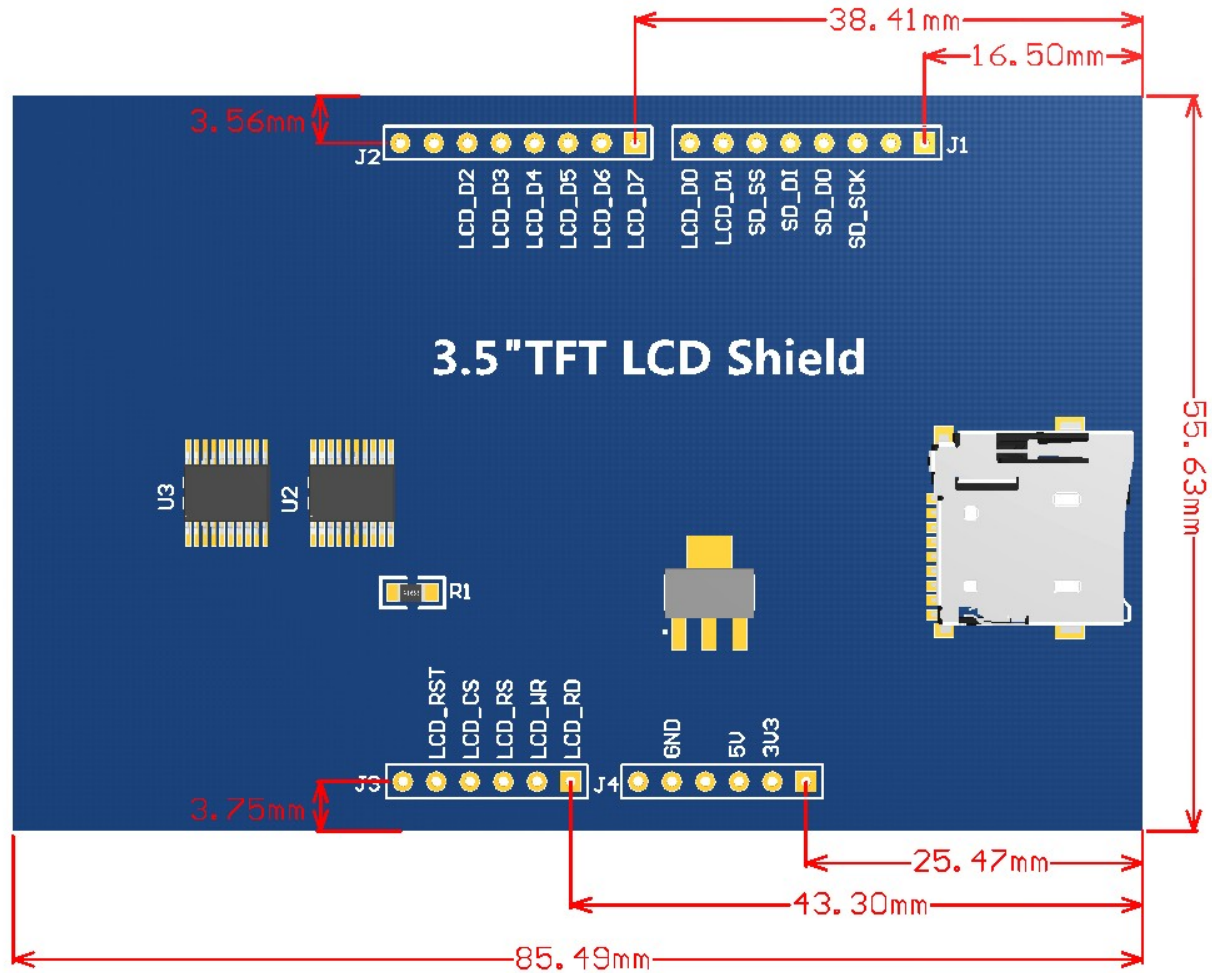 38.41mm
16.50mm
3.56mm
J2
J1
LCD_D2
LCD_D3
LCD_D4
LCD_D5
LCD_D6
LCD_D7
LCD_D0
LCD_D1
SD_SS
SD_DI
SD_DO
SD_SCK
3.5"TFT LCD Shield
55.63mm
U3
U2
R1
LCD_RST
LCD_CS
LCD_RS
LCD_WR
LCD_RD
GND
5V
3V3
J3
J4
3.75mm
25.47mm
43.30mm
85.49mm